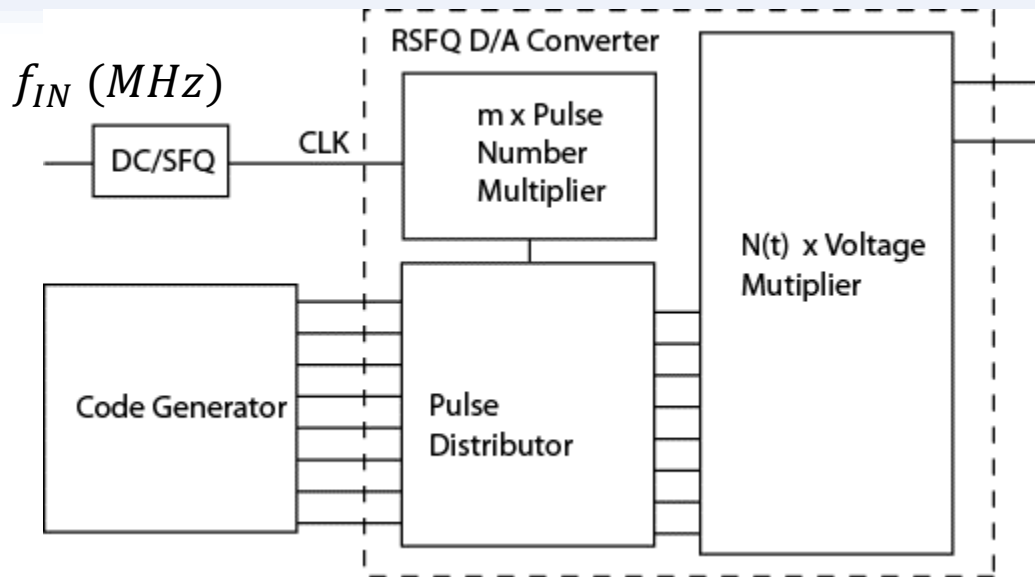 RSFQ D/A Converter
f_IN (MHz)
DC/SFQ
CLK
m x Pulse
Number
Multiplier
N(t) x Voltage
Mutiplier
Code Generator
Pulse
Distributor